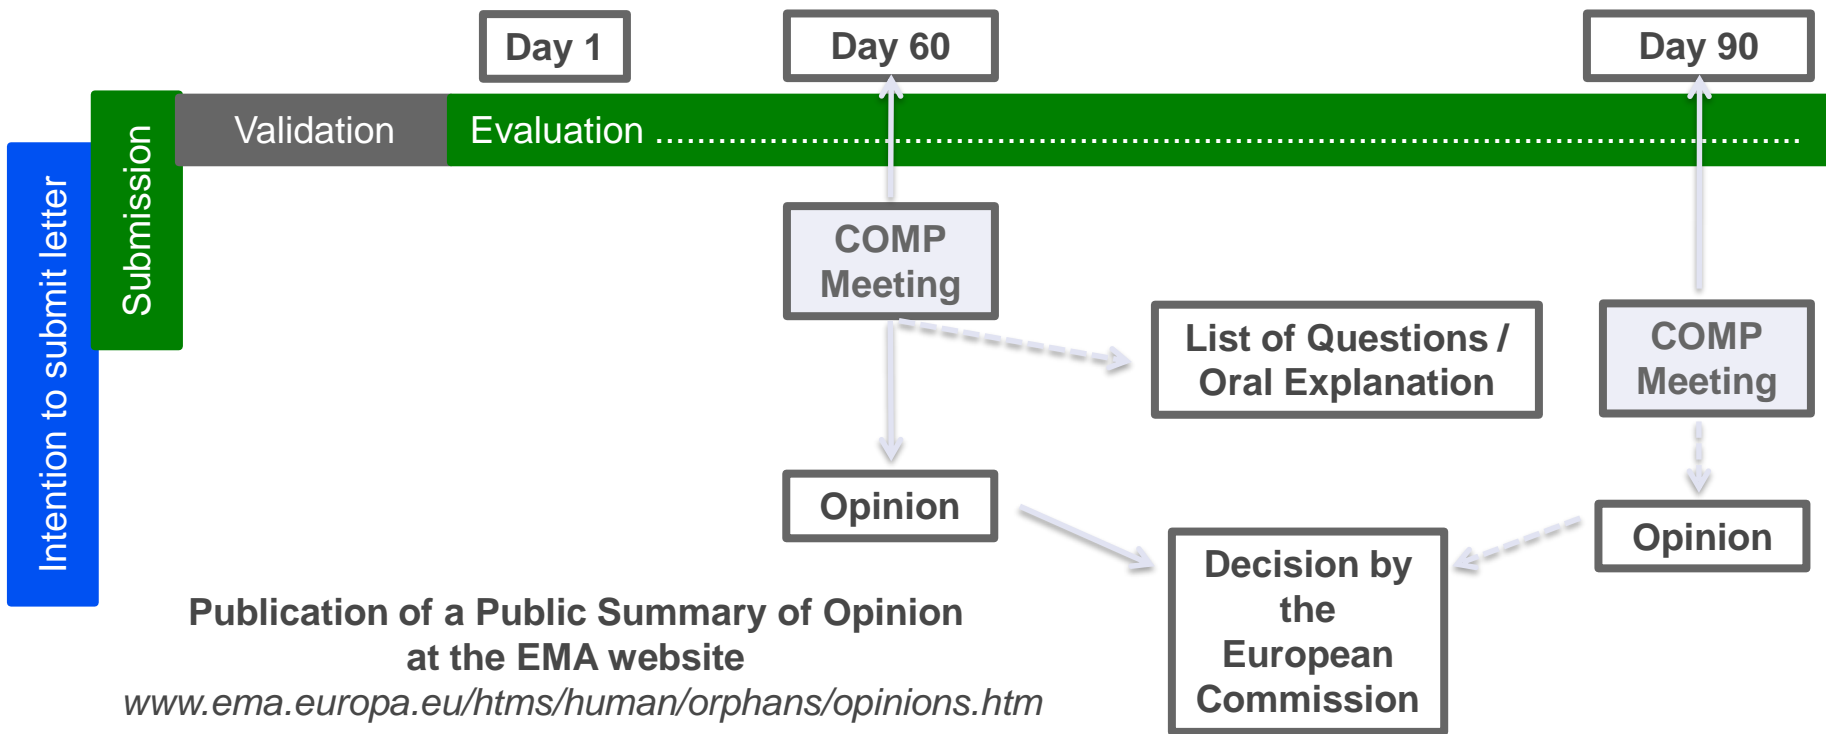 Day 1
Day 60
Day 90
Intention to submit letter
Submission
Validation
Evaluation ..............................................................................................................
COMP
Meeting
List of Questions /
Oral Explanation
COMP
Meeting
Opinion
Opinion
Decision by
the
European
Commission
Publication of a Public Summary of Opinion
at the EMA website
www.ema.europa.eu/htms/human/orphans/opinions.htm